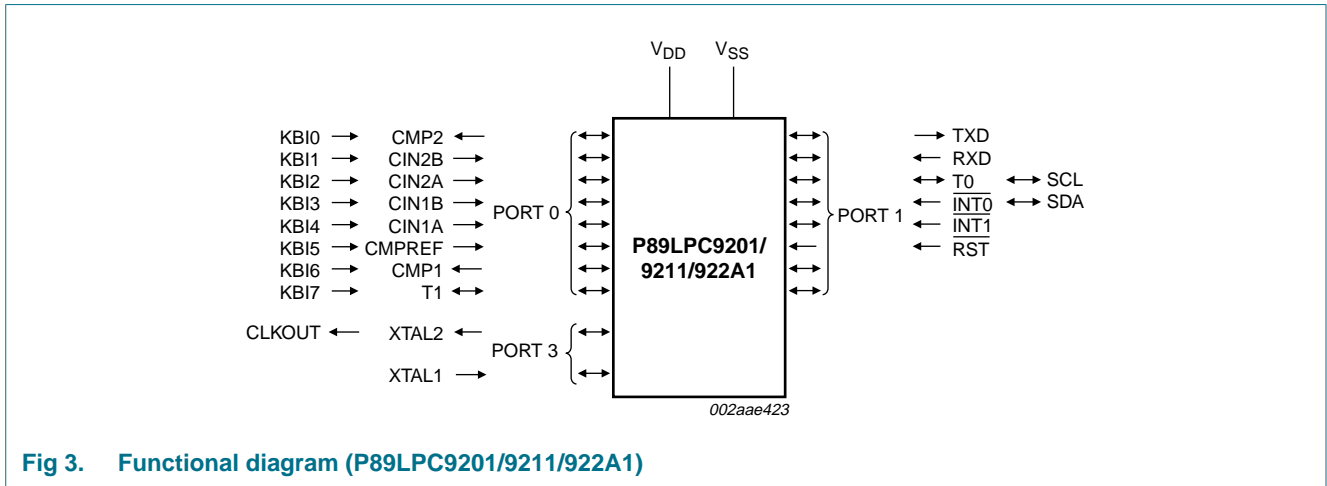 VDD VSS
KBI0 CMP2 TXD
KBI1 CIN2B RXD
KBI2 CIN2A T0 SCL
KBI3 CIN1B INT0 SDA
PORT 0 PORT 1
KBI4 CIN1A INT1
KBI5 CMPREF RST
P89LPC9201/
9211/922A1
KBI6 CMP1
KBI7 T1
CLKOUT XTAL2
PORT 3
XTAL1
002aae423
Fig 3. Functional diagram (P89LPC9201/9211/922A1)